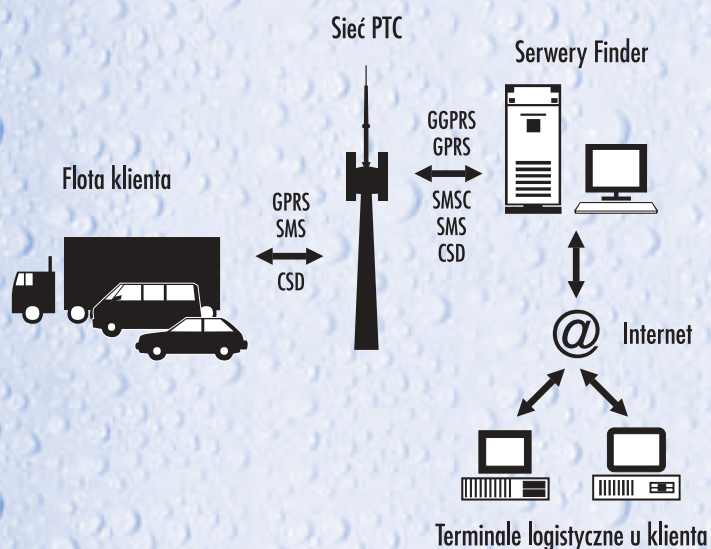 Sieć PTC
Serwery Finder
Flota klienta
GPRS
SMS
CSD
GGPRS
GPRS
SMSC
SMS
CSD
@ Internet
Terminale logistyczne u klienta